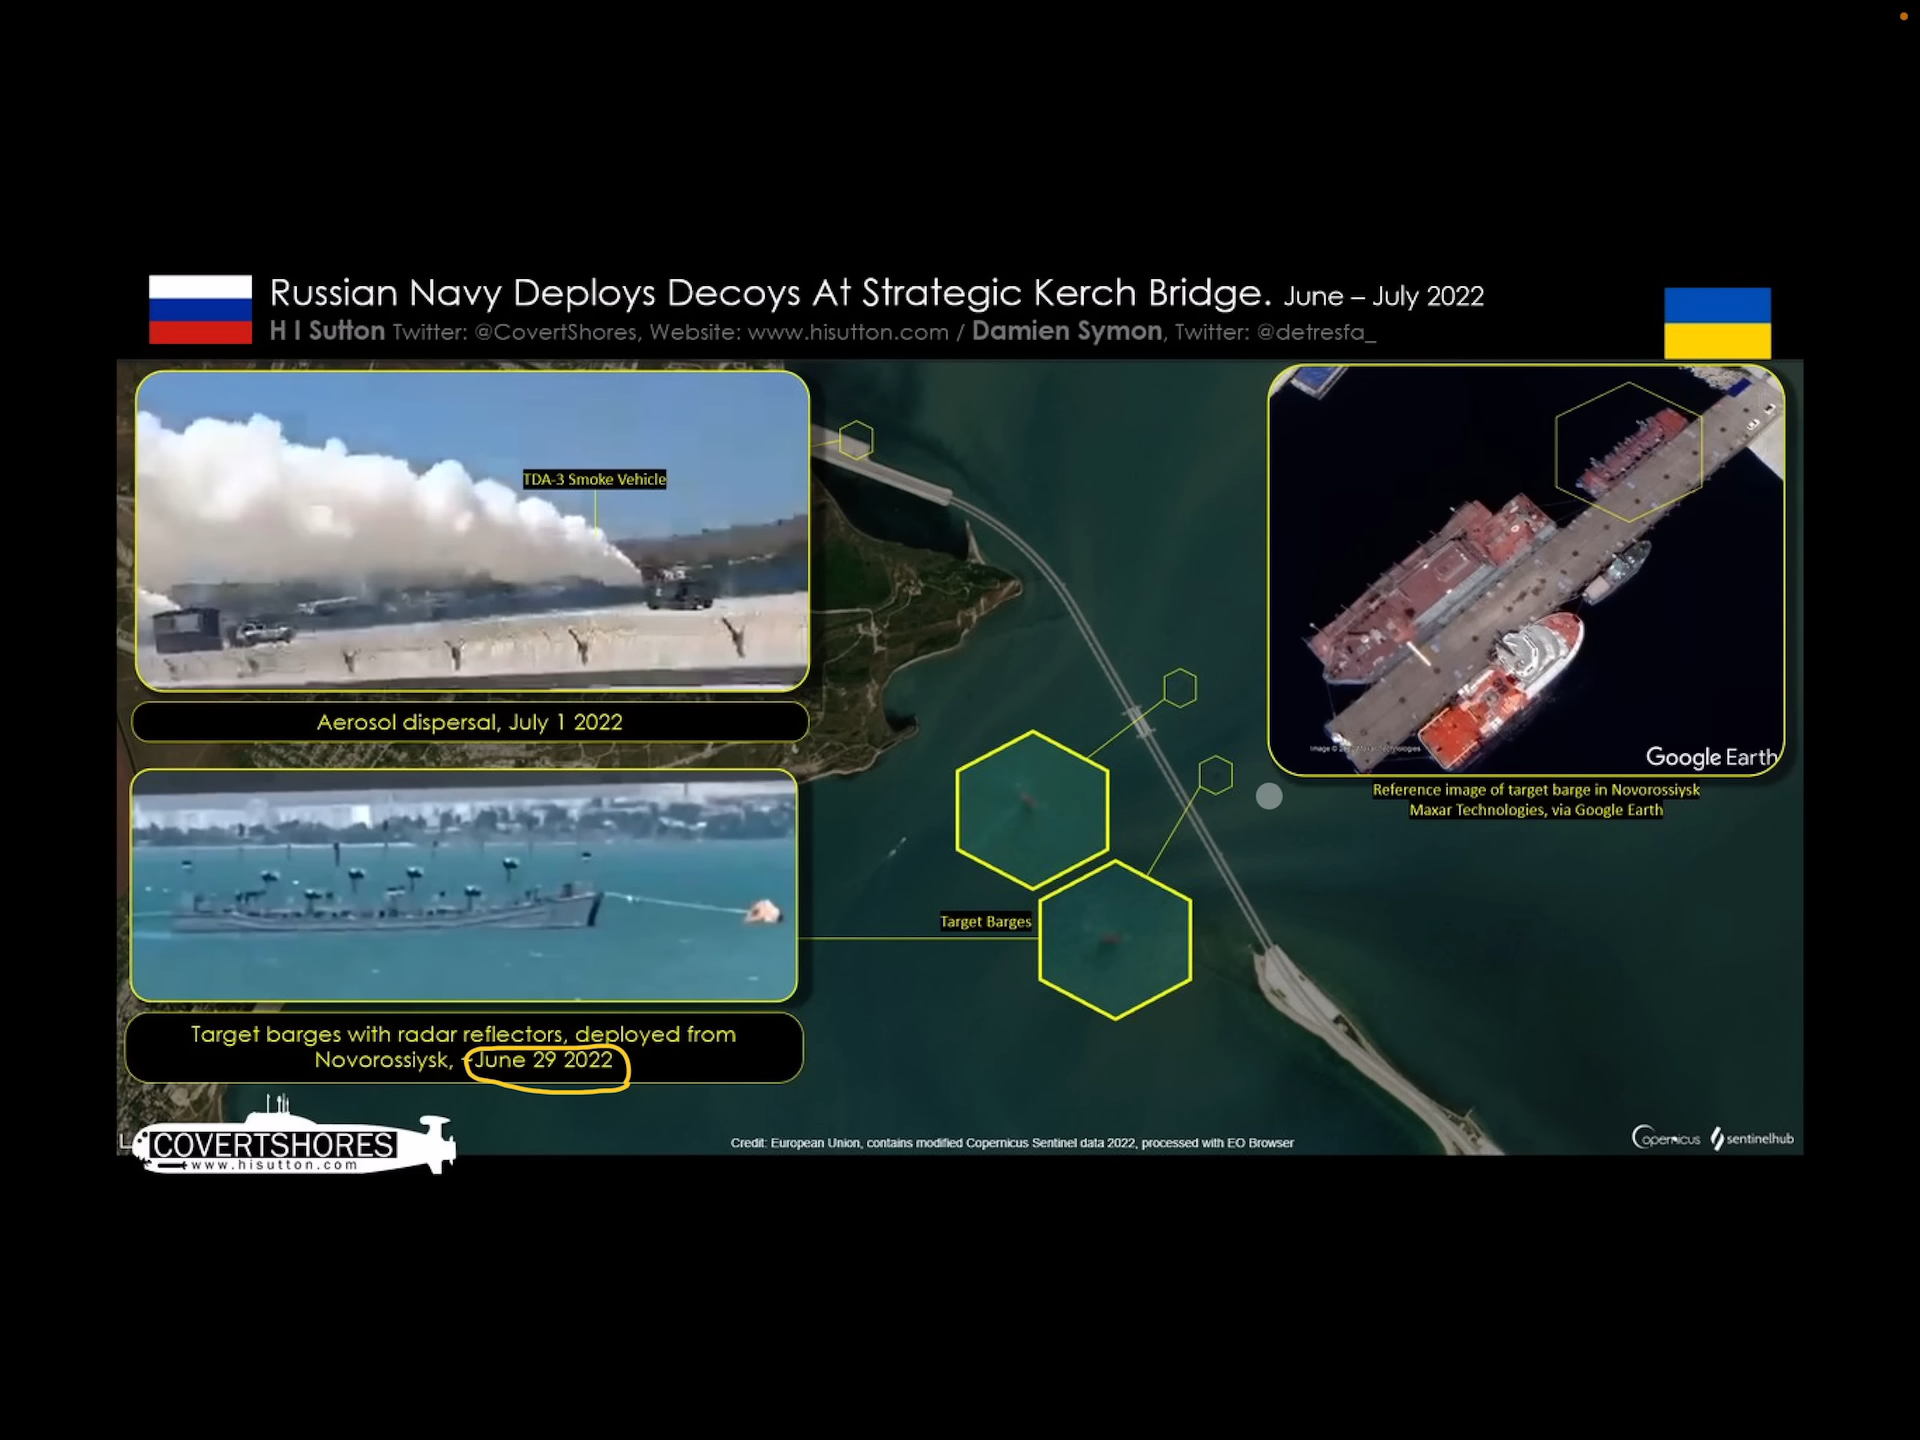 Russian Navy Deploys Decoys At Strategic Kerch Bridge. June – July 2022
H I Sutton Twitter: @CovertShores, Website: www.hisutton.com / Damien Symon, Twitter: @detresfa_
TDA-3 Smoke Vehicle
Aerosol dispersal, July 1 2022
Image © Maxar Technologies
Google Earth
Reference image of target barge in Novorossiysk
Maxar Technologies, via Google Earth
Target Barges
Target barges with radar reflectors, deployed from
Novorossiysk, ~June 29 2022
COVERTSHORES
www.hisutton.com
Credit: European Union, contains modified Copernicus Sentinel data 2022, processed with EO Browser
opernicus sentinelhub